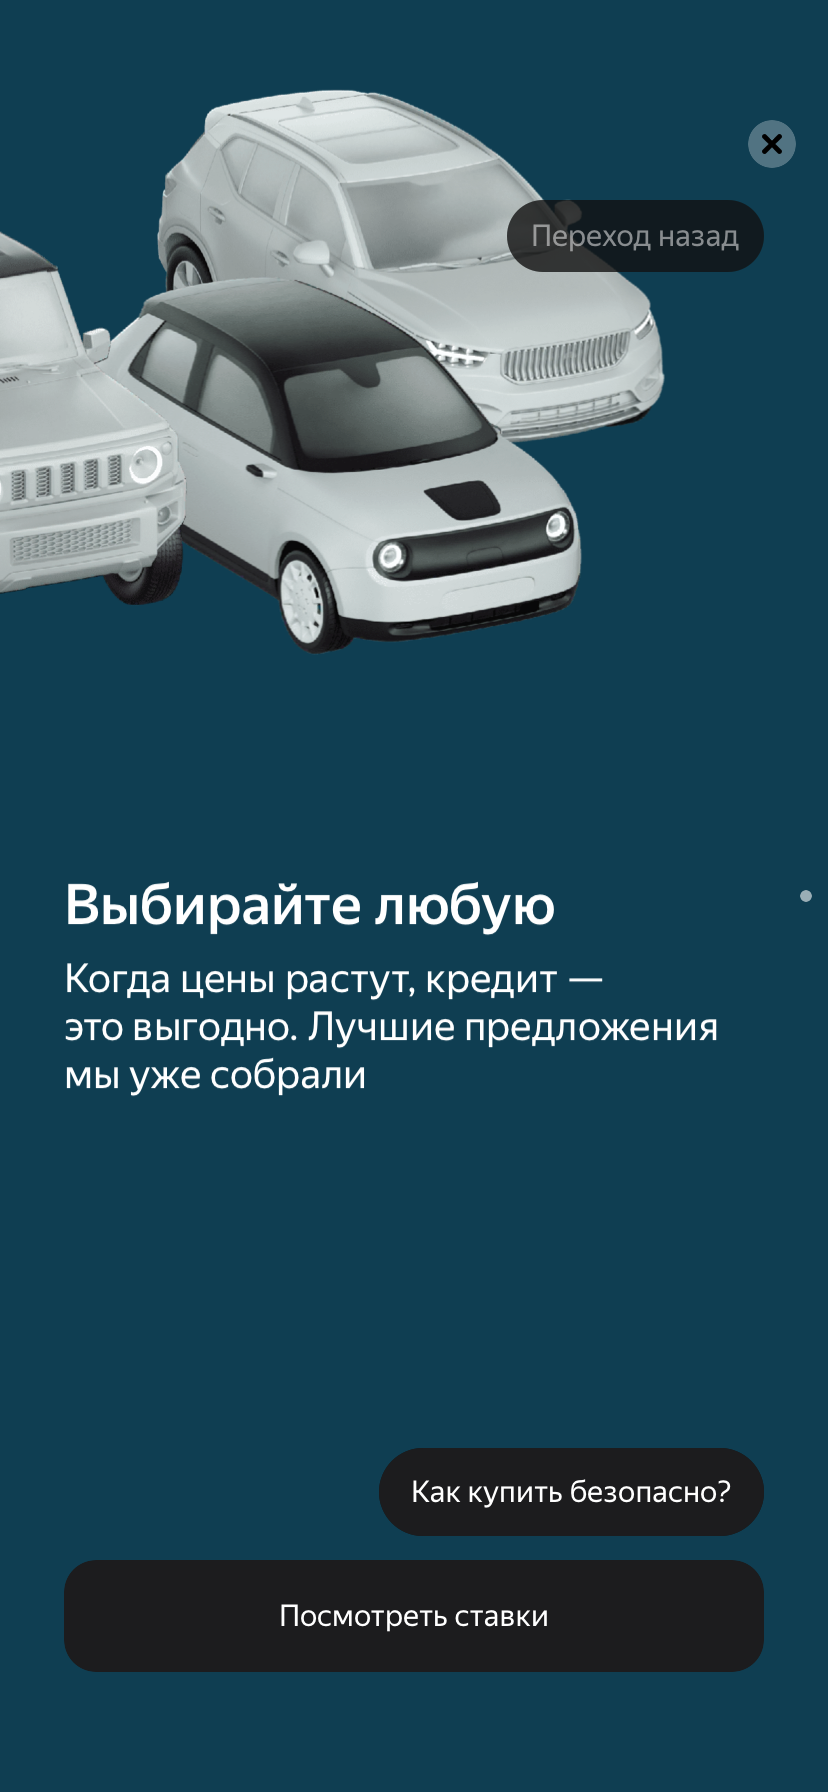 Переход назад
Выбирайте любую
Когда цены растут, кредит —
это выгодно. Лучшие предложения
мы уже собрали
Как купить безопасно?
Посмотреть ставки